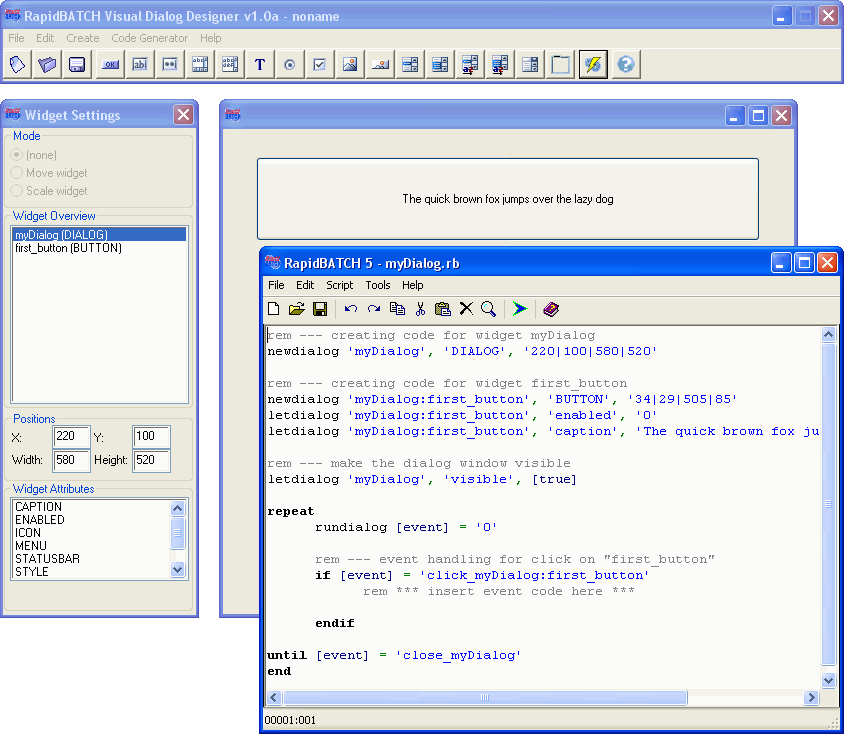 RapidBATCH Visual Dialog Designer v1.0a - noname
File Edit Create Code Generator Help
OK ab T ?
Widget Settings
Mode
(none)
Move widget
Scale widget
Widget Overview
myDialog (DIALOG)
first_button (BUTTON)
Positions
X: 220 Y: 100
Width: 580 Height: 520
Widget Attributes
CAPTION
ENABLED
ICON
MENU
STATUSBAR
STYLE
The quick brown fox jumps over the lazy dog
RapidBATCH 5 - myDialog.rb
File Edit Script Tools Help
rem --- creating code for widget myDialog
newdialog 'myDialog', 'DIALOG', '220|100|580|520'
rem --- creating code for widget first_button
newdialog 'myDialog:first_button', 'BUTTON', '34|29|505|85'
letdialog 'myDialog:first_button', 'enabled', '0'
letdialog 'myDialog:first_button', 'caption', 'The quick brown fox ju
rem --- make the dialog window visible
letdialog 'myDialog', 'visible', [true]
repeat
rundialog [event] = '0'
rem --- event handling for click on "first_button"
if [event] = 'click_myDialog:first_button'
rem *** insert event code here ***
endif
until [event] = 'close_myDialog'
end
00001:001